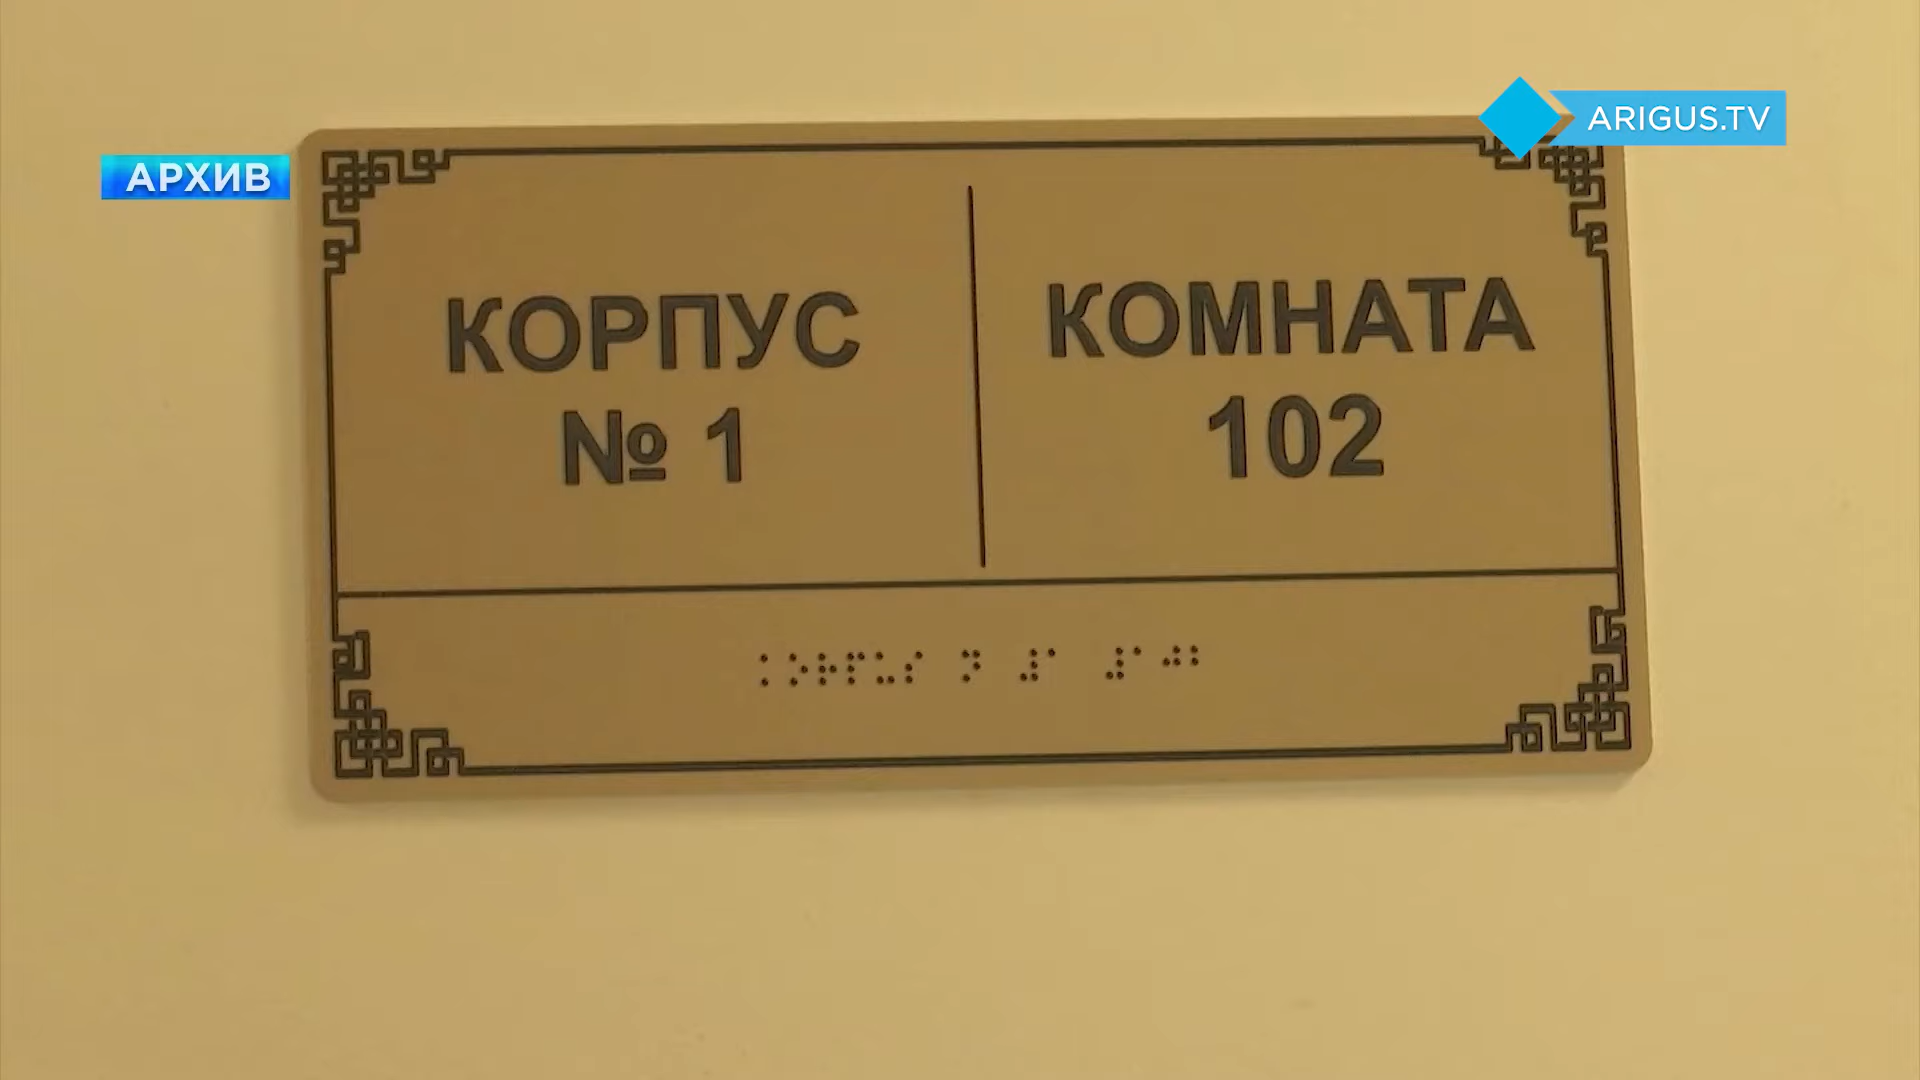 ARIGUS.TV
АРХИВ
КОРПУС
№ 1
КОМНАТА
102
⠅⠕⠗⠏⠥⠎ ⠝ ⠼⠁ ⠼⠁⠚⠃